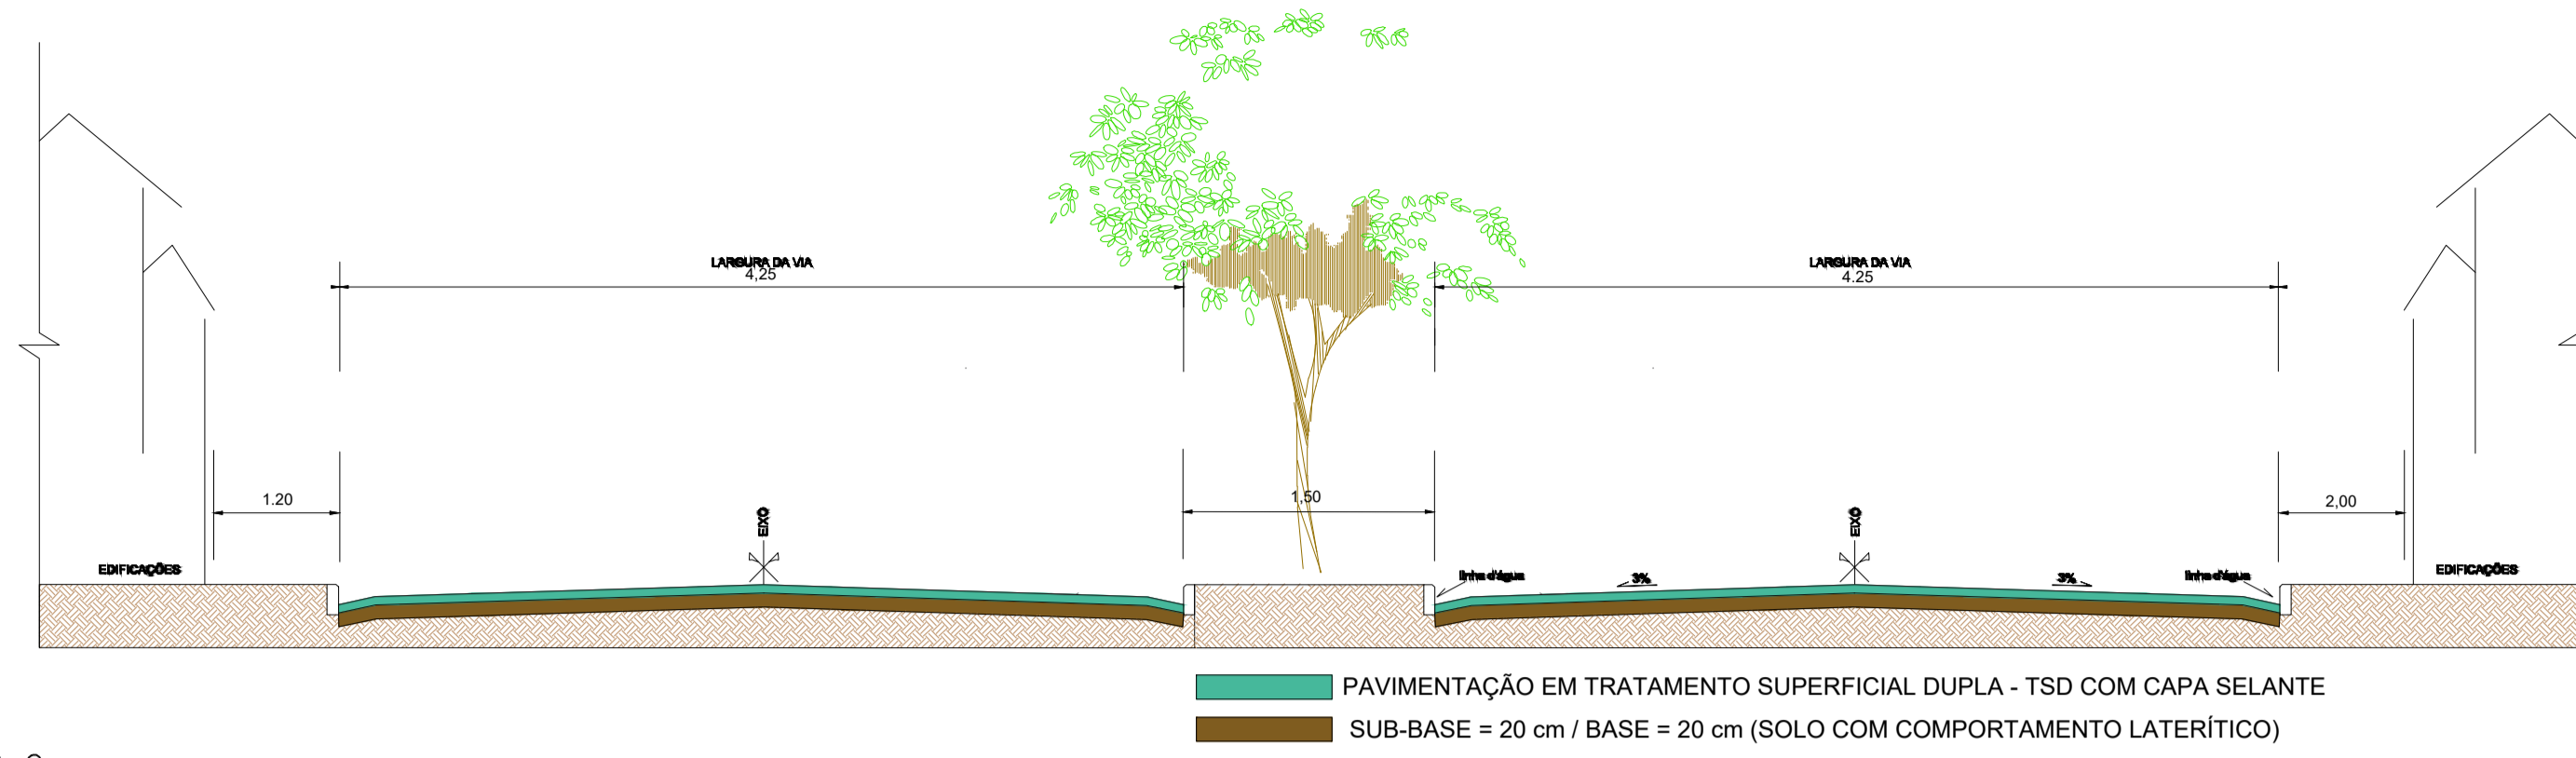 LARGURA DA VIA
4,25
LARGURA DA VIA
4.25
1.20
1,50
2,00
EIXO
EIXO
EDIFICAÇÕES
linha d'água
3%
3%
linha d'água
EDIFICAÇÕES
PAVIMENTAÇÃO EM TRATAMENTO SUPERFICIAL DUPLA - TSD COM CAPA SELANTE
SUB-BASE = 20 cm / BASE = 20 cm (SOLO COM COMPORTAMENTO LATERÍTICO)